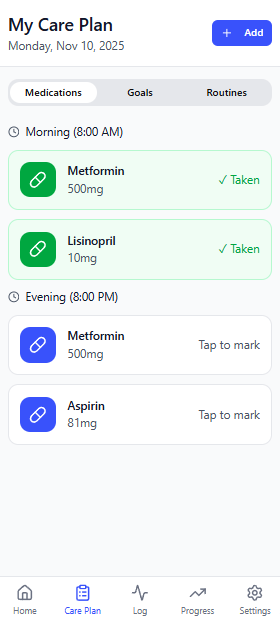 My Care Plan
Monday, Nov 10, 2025
+ Add
Medications Goals Routines
Morning (8:00 AM)
Metformin
500mg
✓ Taken
Lisinopril
10mg
✓ Taken
Evening (8:00 PM)
Metformin
500mg
Tap to mark
Aspirin
81mg
Tap to mark
Home Care Plan Log Progress Settings